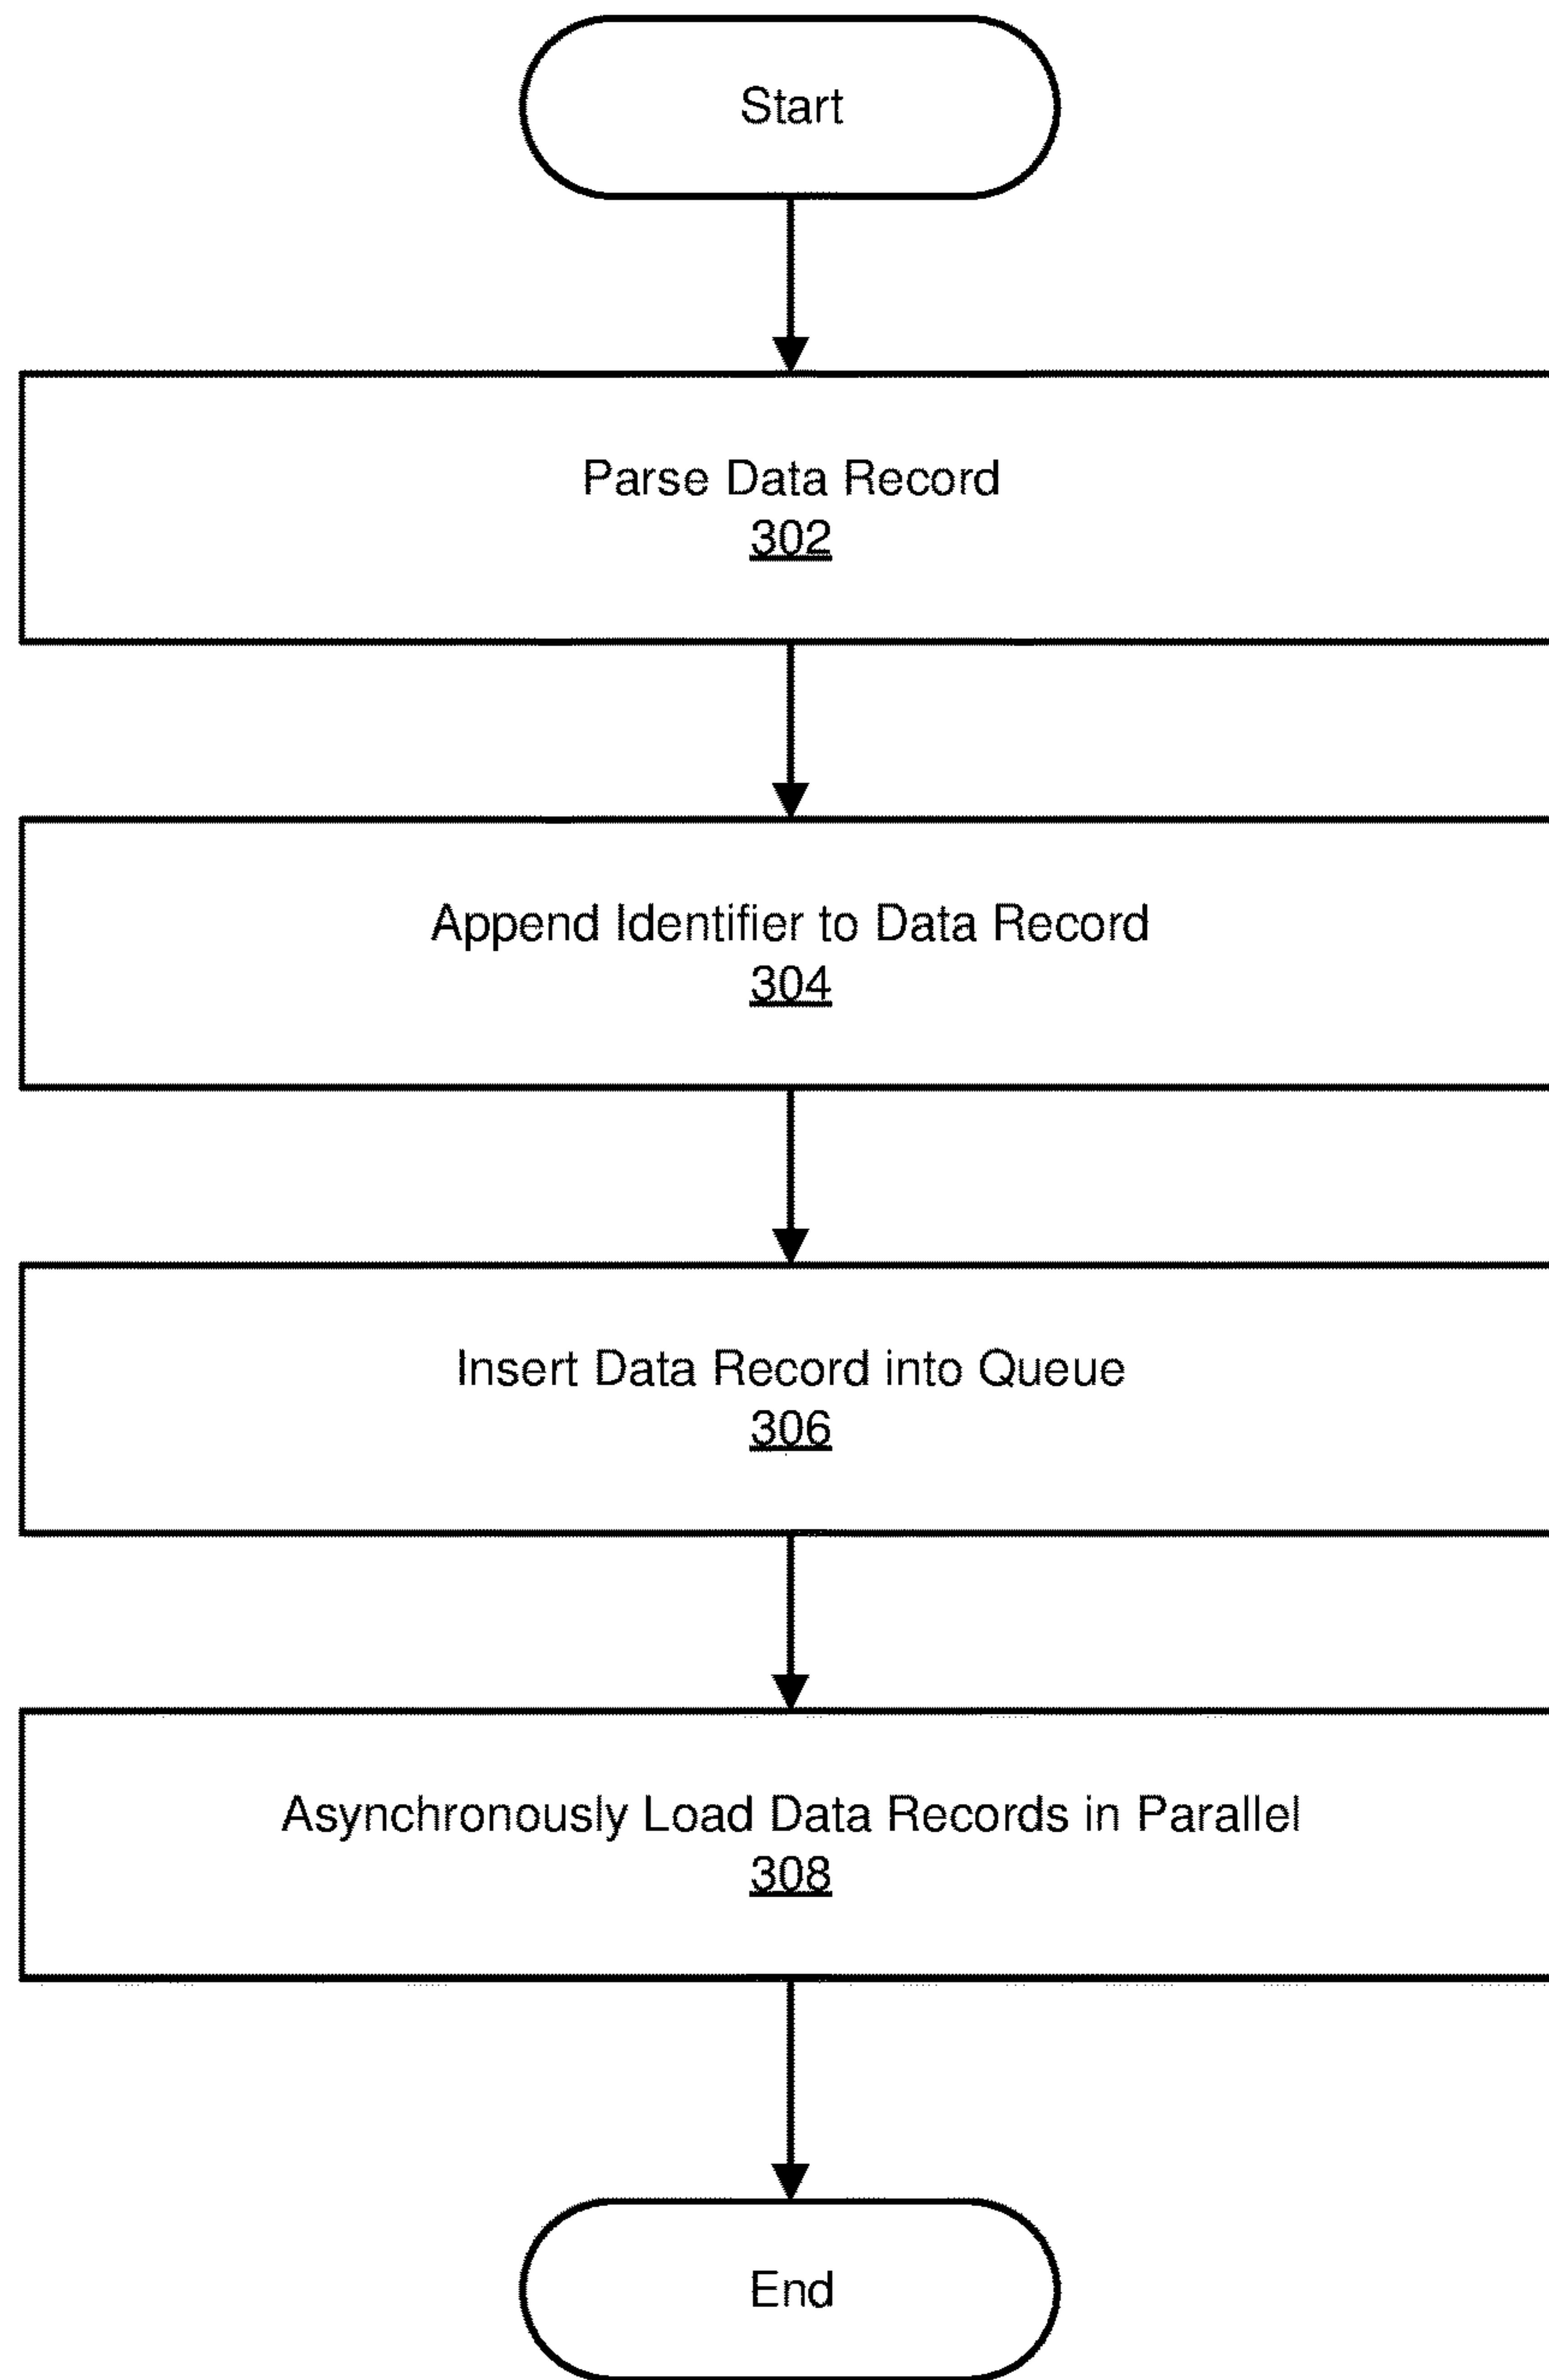 Start
Parse Data Record
302
Append Identifier to Data Record
304
Insert Data Record into Queue
306
Asynchronously Load Data Records in Parallel
308
End